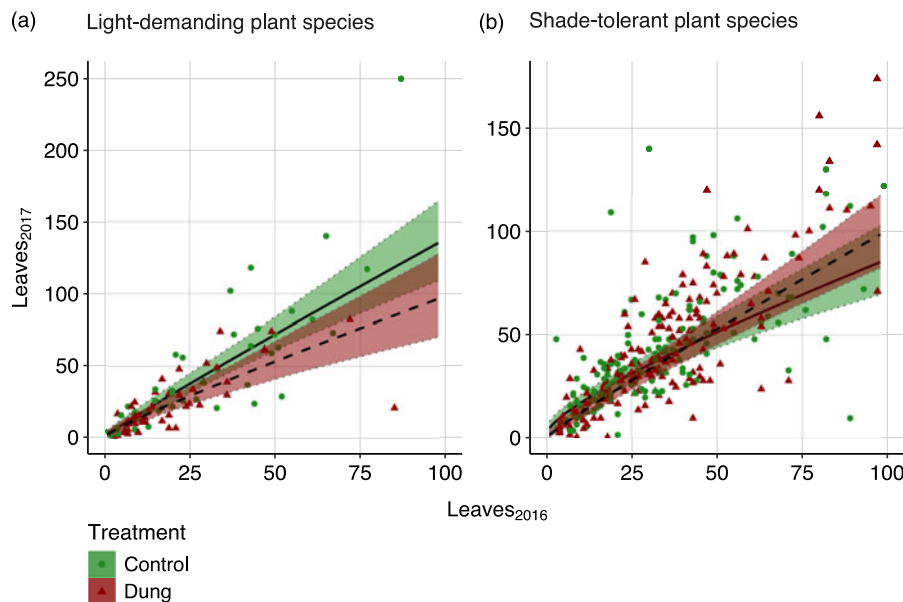 (a) Light-demanding plant species
(b) Shade-tolerant plant species
250
200
150
100
50
0
Leaves2017
0 25 50 75 100
150
100
50
0
0 25 50 75 100
Leaves2016
Treatment
Control
Dung